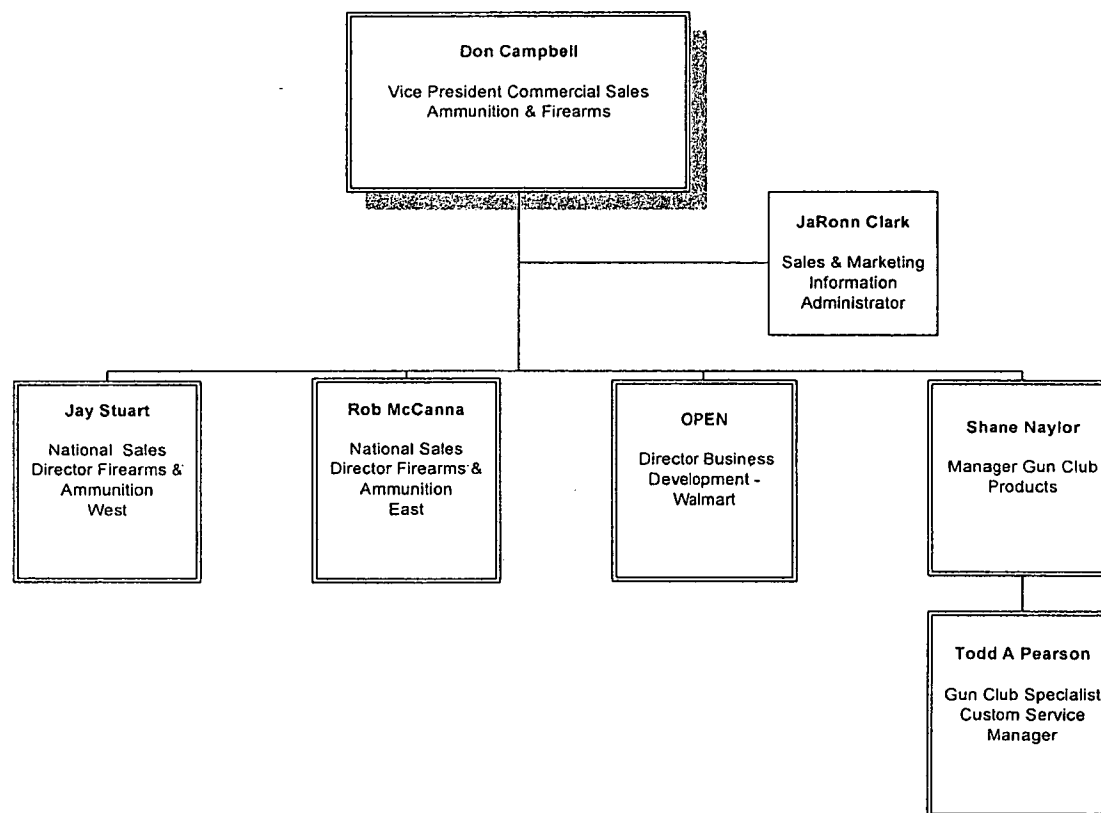 Don Campbell
Vice President Commercial Sales
Ammunition & Firearms
JaRonn Clark
Sales & Marketing
Information
Administrator
Jay Stuart
National Sales
Director Firearms &
Ammunition
West
Rob McCanna
National Sales
Director Firearms &
Ammunition
East
OPEN
Director Business
Development -
Walmart
Shane Naylor
Manager Gun Club
Products
Todd A Pearson
Gun Club Specialist
Custom Service
Manager